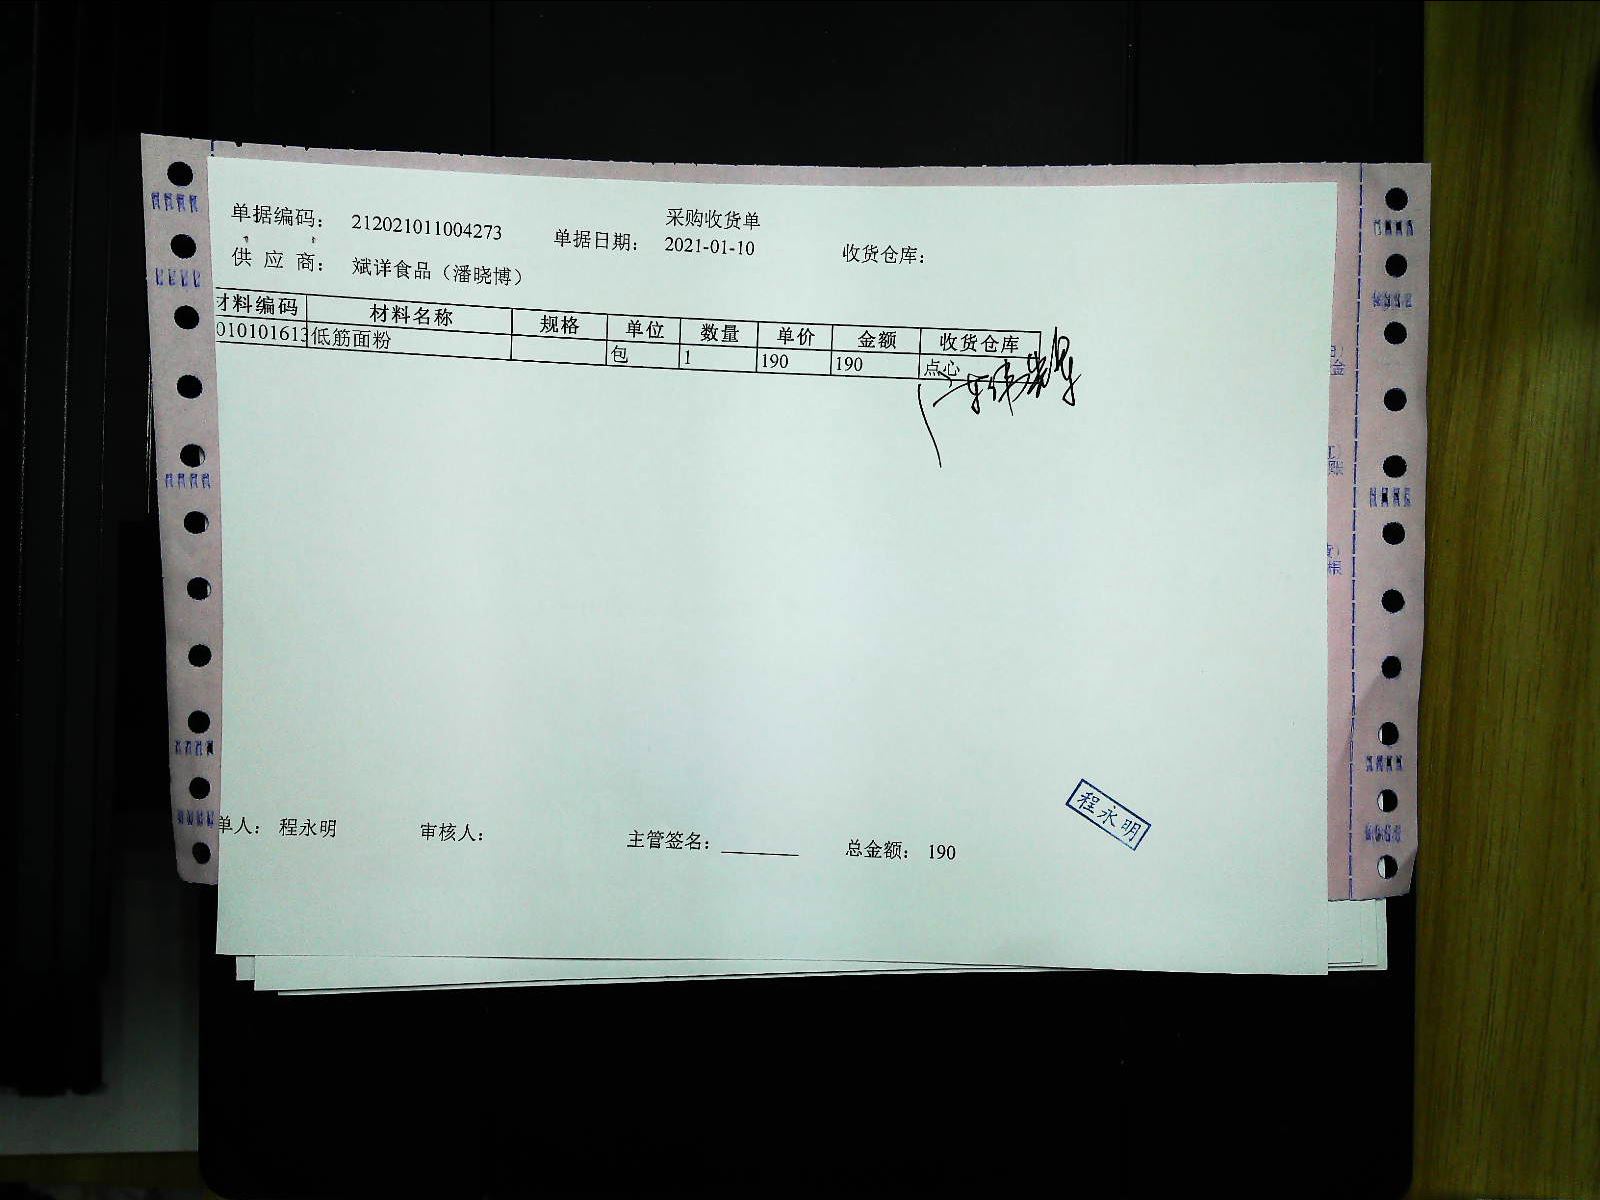 采购收货单
单据编码: 212021011004273 单据日期: 2021-01-10 收货仓库:
供应商: 斌详食品（潘晓博）
材料编码 材料名称 规格 单位 数量 单价 金额 收货仓库
010101613 低筋面粉 包 1 190 190 点心
单人: 程永明 审核人: 主管签名: 总金额: 190
程永明